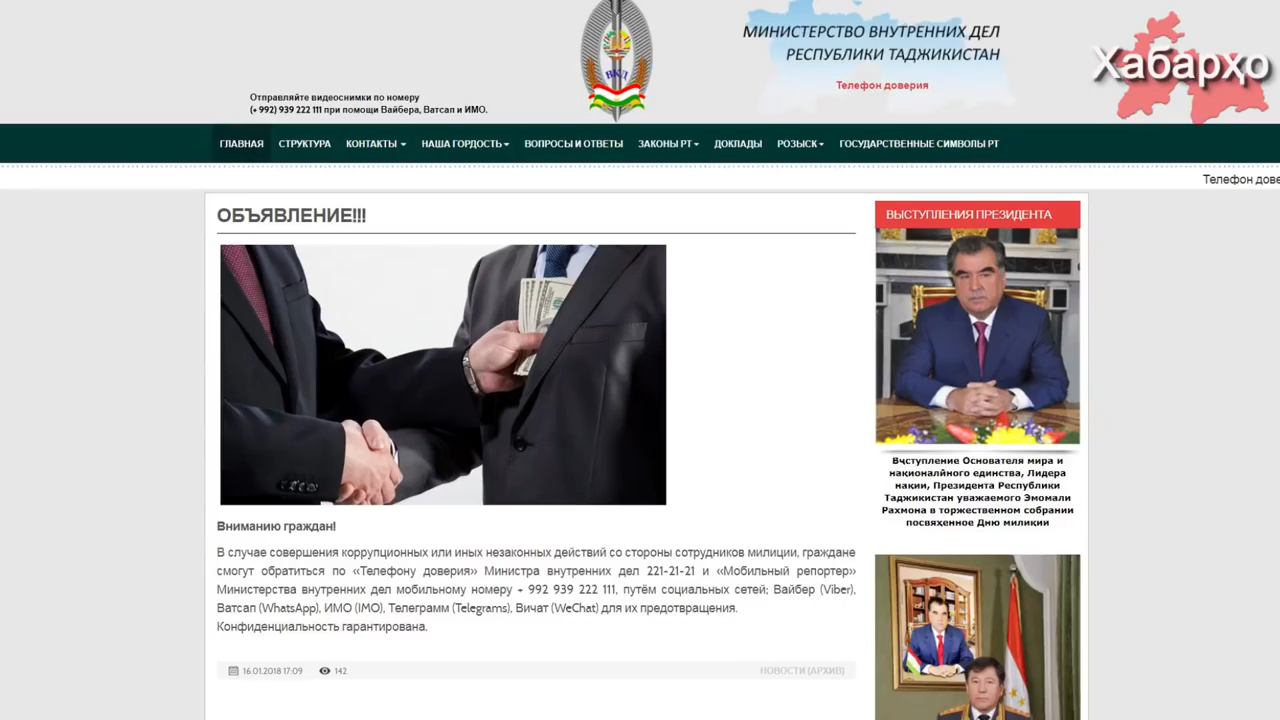 МИНИСТЕРСТВО ВНУТРЕННИХ ДЕЛ
РЕСПУБЛИКИ ТАДЖИКИСТАН
Телефон доверия
Хабарҳо
ВКД
Отправляйте видеоснимки по номеру
(+ 992) 939 222 111 при помощи Вайбера, Ватсап и ИМО.
ГЛАВНАЯ СТРУКТУРА КОНТАКТЫ НАША ГОРДОСТЬ ВОПРОСЫ И ОТВЕТЫ ЗАКОНЫ РТ ДОКЛАДЫ РОЗЫСК ГОСУДАРСТВЕННЫЕ СИМВОЛЫ РТ
Телефон дове
ОБЪЯВЛЕНИЕ!!!
Вниманию граждан!
В случае совершения коррупционных или иных незаконных действий со стороны сотрудников милиции, граждане
смогут обратиться по «Телефону доверия» Министра внутренних дел 221-21-21 и «Мобильный репортер»
Министерства внутренних дел мобильному номеру + 992 939 222 111, путём социальных сетей; Вайбер (Viber),
Ватсап (WhatsApp), ИМО (IMO), Телеграмм (Telegrams), Вичат (WeChat) для их предотвращения.
Конфиденциальность гарантирована.
16.01.2018 17:09 142 НОВОСТИ (АРХИВ)
ВЫСТУПЛЕНИЯ ПРЕЗИДЕНТА
Вҷступление Основателя мира и
нақионалӣного единства, Лидера
нақии, Президента Республики
Таджикистан уважаемого Эмомали
Рахмона в торжественном собрании
посвяҳенное Дню милиқии